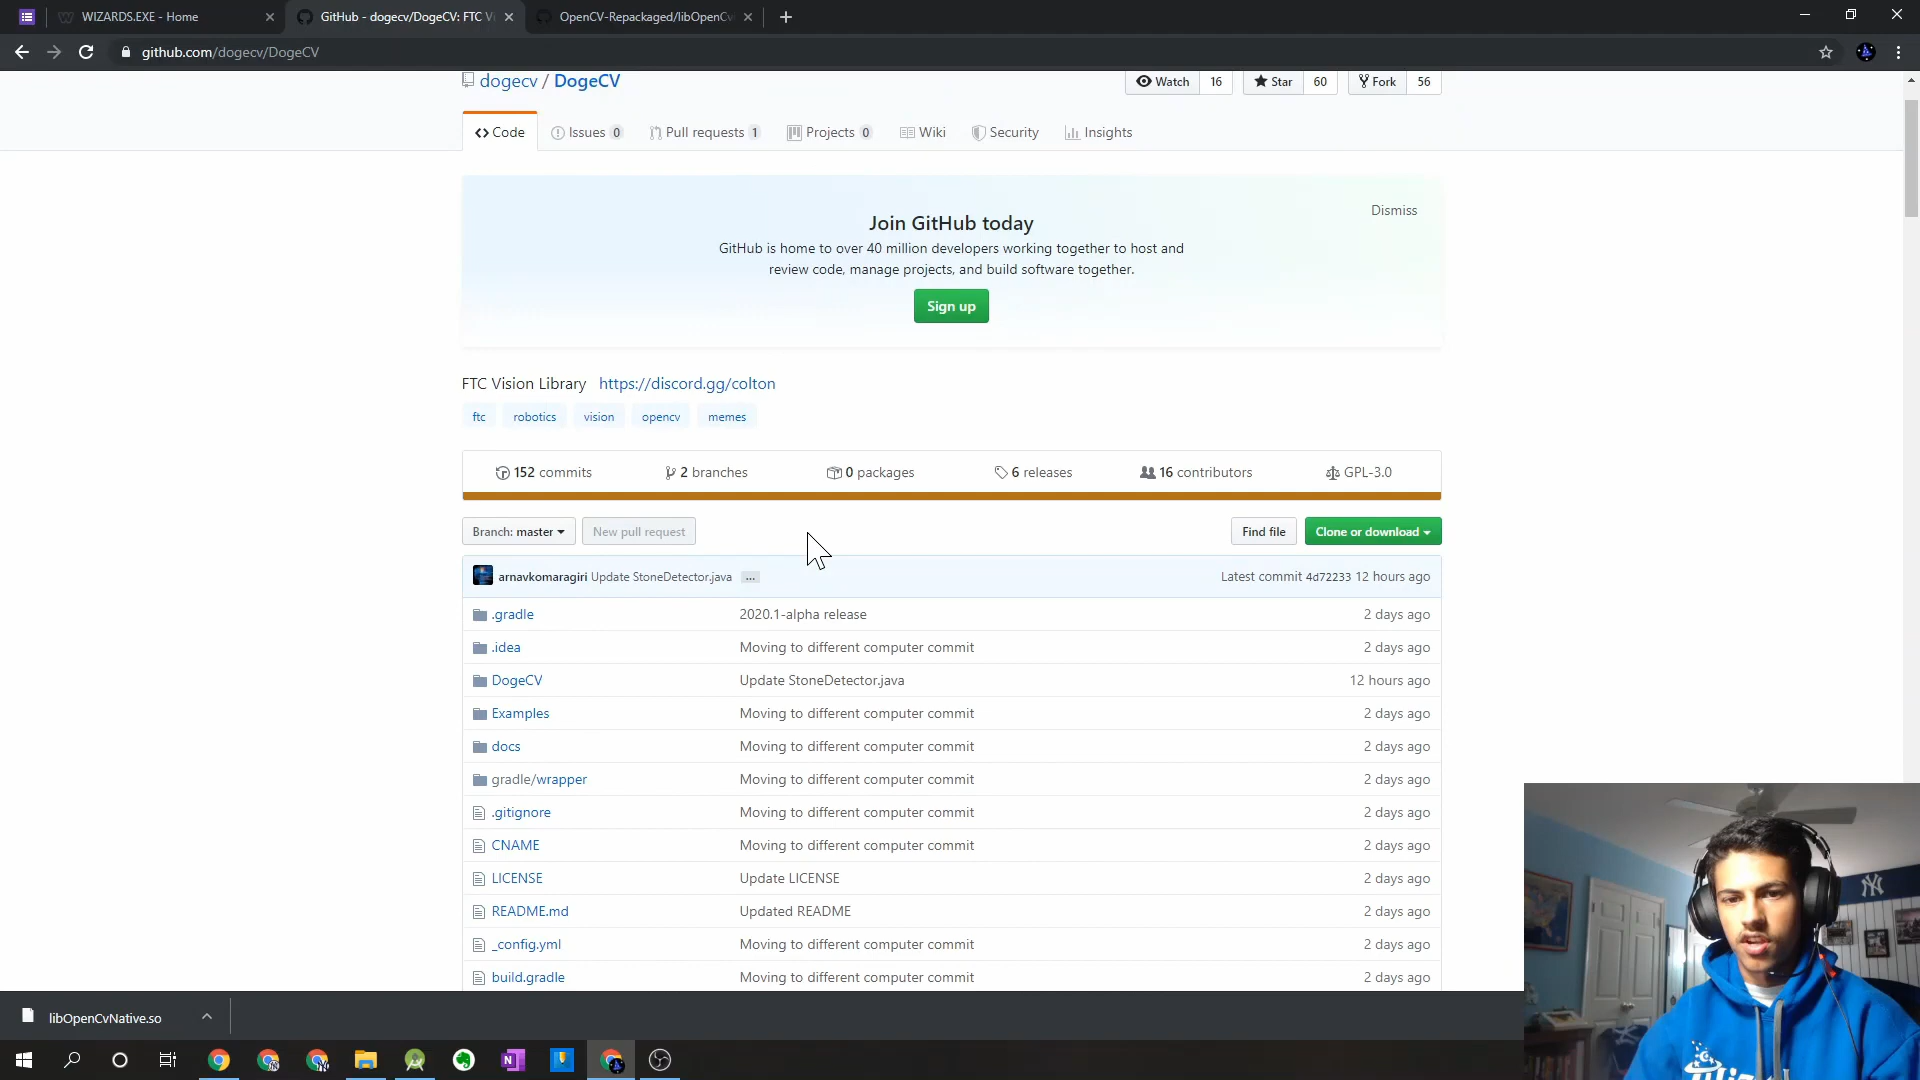 WIZARDS.EXE - Home
GitHub - dogecv/DogeCV: FTC Vi
OpenCV-Repackaged/libOpenCv
github.com/dogecv/DogeCV
dogecv / DogeCV
Watch 16
Star 60
Fork 56
Code
Issues 0
Pull requests 1
Projects 0
Wiki
Security
Insights
Join GitHub today
Dismiss
GitHub is home to over 40 million developers working together to host and
review code, manage projects, and build software together.
Sign up
FTC Vision Library https://discord.gg/colton
ftc robotics vision opencv memes
152 commits
2 branches
0 packages
6 releases
16 contributors
GPL-3.0
Branch: master
New pull request
Find file
Clone or download
arnavkomaragiri Update StoneDetector.java ... Latest commit 4d72233 12 hours ago
.gradle 2020.1-alpha release 2 days ago
.idea Moving to different computer commit 2 days ago
DogeCV Update StoneDetector.java 12 hours ago
Examples Moving to different computer commit 2 days ago
docs Moving to different computer commit 2 days ago
gradle/wrapper Moving to different computer commit 2 days ago
.gitignore Moving to different computer commit 2 days ago
CNAME Moving to different computer commit 2 days ago
LICENSE Update LICENSE 2 days ago
README.md Updated README 2 days ago
_config.yml Moving to different computer commit 2 days ago
build.gradle Moving to different computer commit 2 days ago
libOpenCvNative.so